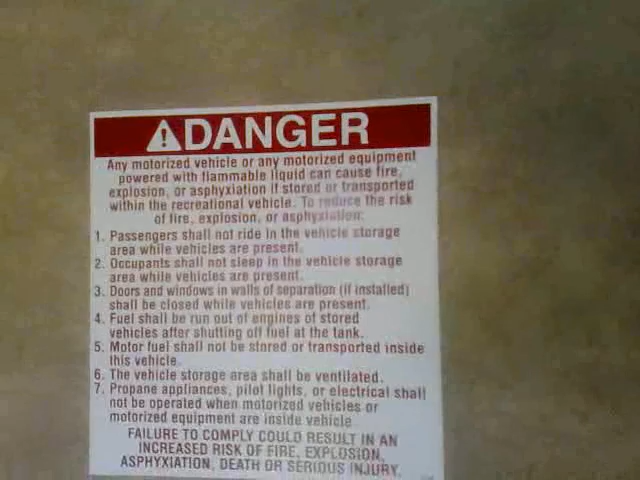 DANGER
Any motorized vehicle or any motorized equipment
powered with flammable liquid can cause fire,
explosion, or asphyxiation if stored or transported
within the recreational vehicle. To reduce the risk
of fire, explosion, or asphyxiation:
1. Passengers shall not ride in the vehicle storage
area while vehicles are present.
2. Occupants shall not sleep in the vehicle storage
area while vehicles are present.
3. Doors and windows in walls of separation (if installed)
shall be closed while vehicles are present.
4. Fuel shall be run out of engines of stored
vehicles after shutting off fuel at the tank.
5. Motor fuel shall not be stored or transported inside
this vehicle.
6. The vehicle storage area shall be ventilated.
7. Propane appliances, pilot lights, or electrical shall
not be operated when motorized vehicles or
motorized equipment are inside vehicle
FAILURE TO COMPLY COULD RESULT IN AN
INCREASED RISK OF FIRE, EXPLOSION,
ASPHYXIATION, DEATH OR SERIOUS INJURY.